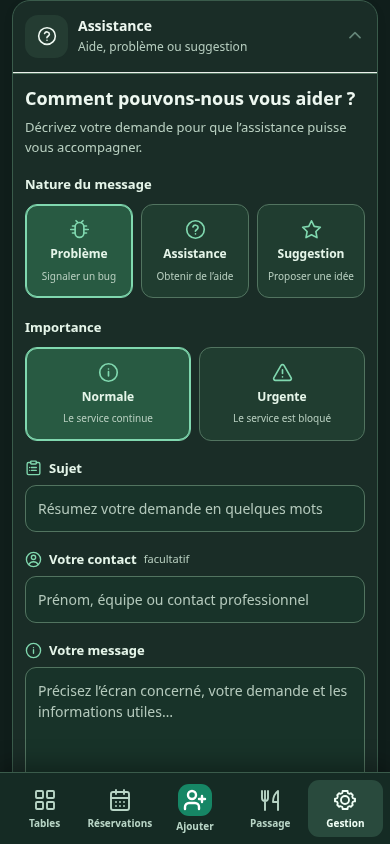 Assistance
Aide, problème ou suggestion
Comment pouvons-nous vous aider ?
Décrivez votre demande pour que l’assistance puisse
vous accompagner.
Nature du message
Problème
Signaler un bug
Assistance
Obtenir de l’aide
Suggestion
Proposer une idée
Importance
Normale
Le service continue
Urgente
Le service est bloqué
Sujet
Résumez votre demande en quelques mots
Votre contact facultatif
Prénom, équipe ou contact professionnel
Votre message
Précisez l’écran concerné, votre demande et les
informations utiles…
Tables
Réservations
Ajouter
Passage
Gestion